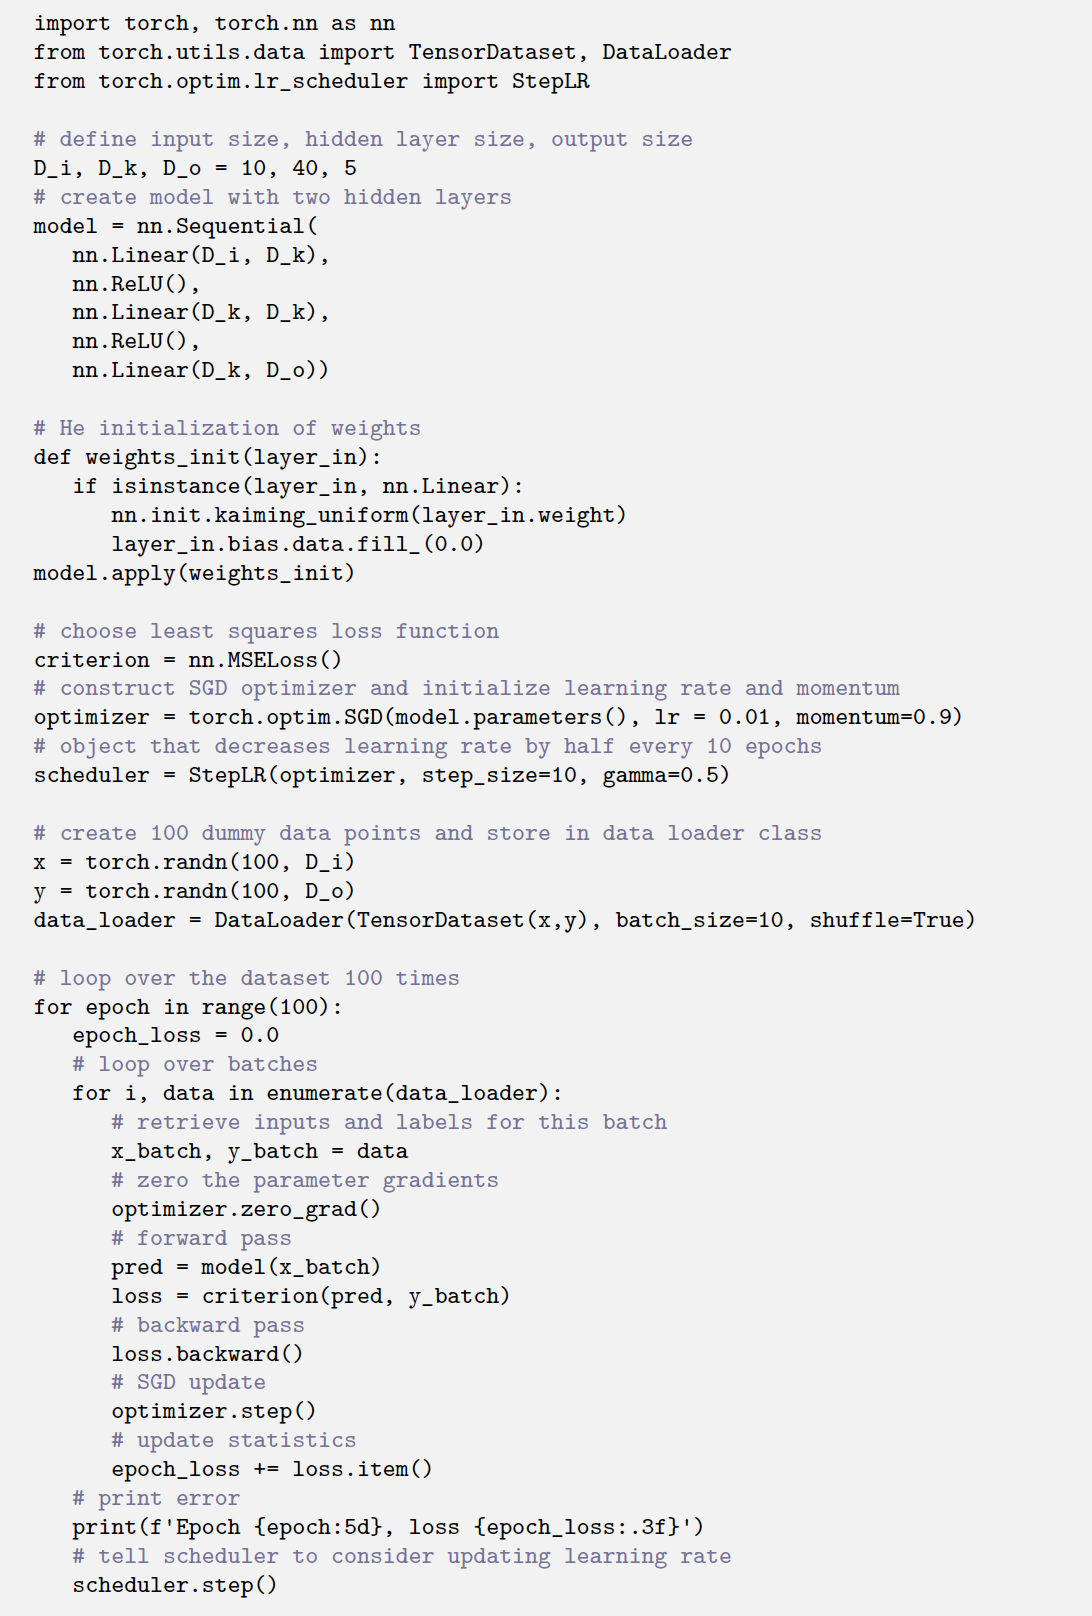 import torch, torch.nn as nn
from torch.utils.data import TensorDataset, DataLoader
from torch.optim.lr_scheduler import StepLR

# define input size, hidden layer size, output size
D_i, D_k, D_o = 10, 40, 5
# create model with two hidden layers
model = nn.Sequential(
   nn.Linear(D_i, D_k),
   nn.ReLU(),
   nn.Linear(D_k, D_k),
   nn.ReLU(),
   nn.Linear(D_k, D_o))

# He initialization of weights
def weights_init(layer_in):
   if isinstance(layer_in, nn.Linear):
      nn.init.kaiming_uniform(layer_in.weight)
      layer_in.bias.data.fill_(0.0)
model.apply(weights_init)

# choose least squares loss function
criterion = nn.MSELoss()
# construct SGD optimizer and initialize learning rate and momentum
optimizer = torch.optim.SGD(model.parameters(), lr = 0.01, momentum=0.9)
# object that decreases learning rate by half every 10 epochs
scheduler = StepLR(optimizer, step_size=10, gamma=0.5)

# create 100 dummy data points and store in data loader class
x = torch.randn(100, D_i)
y = torch.randn(100, D_o)
data_loader = DataLoader(TensorDataset(x,y), batch_size=10, shuffle=True)

# loop over the dataset 100 times
for epoch in range(100):
   epoch_loss = 0.0
   # loop over batches
   for i, data in enumerate(data_loader):
      # retrieve inputs and labels for this batch
      x_batch, y_batch = data
      # zero the parameter gradients
      optimizer.zero_grad()
      # forward pass
      pred = model(x_batch)
      loss = criterion(pred, y_batch)
      # backward pass
      loss.backward()
      # SGD update
      optimizer.step()
      # update statistics
      epoch_loss += loss.item()
   # print error
   print(f'Epoch {epoch:5d}, loss {epoch_loss:.3f}')
   # tell scheduler to consider updating learning rate
   scheduler.step()